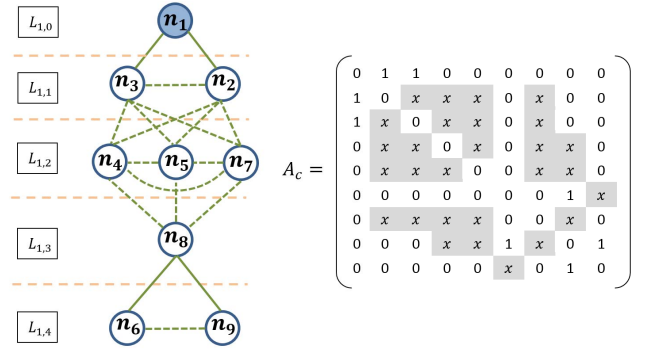 L1,0 n1
L1,1 n3 n2
L1,2 n4 n5 n7
L1,3 n8
L1,4 n6 n9
Ac =
0 1 1 0 0 0 0 0 0
1 0 x x x 0 x 0 0
1 x 0 x x 0 x 0 0
0 x x 0 x 0 x x 0
0 x x x 0 0 x x 0
0 0 0 0 0 0 0 1 x
0 x x x x 0 0 x 0
0 0 0 x x 1 x 0 1
0 0 0 0 0 x 0 1 0